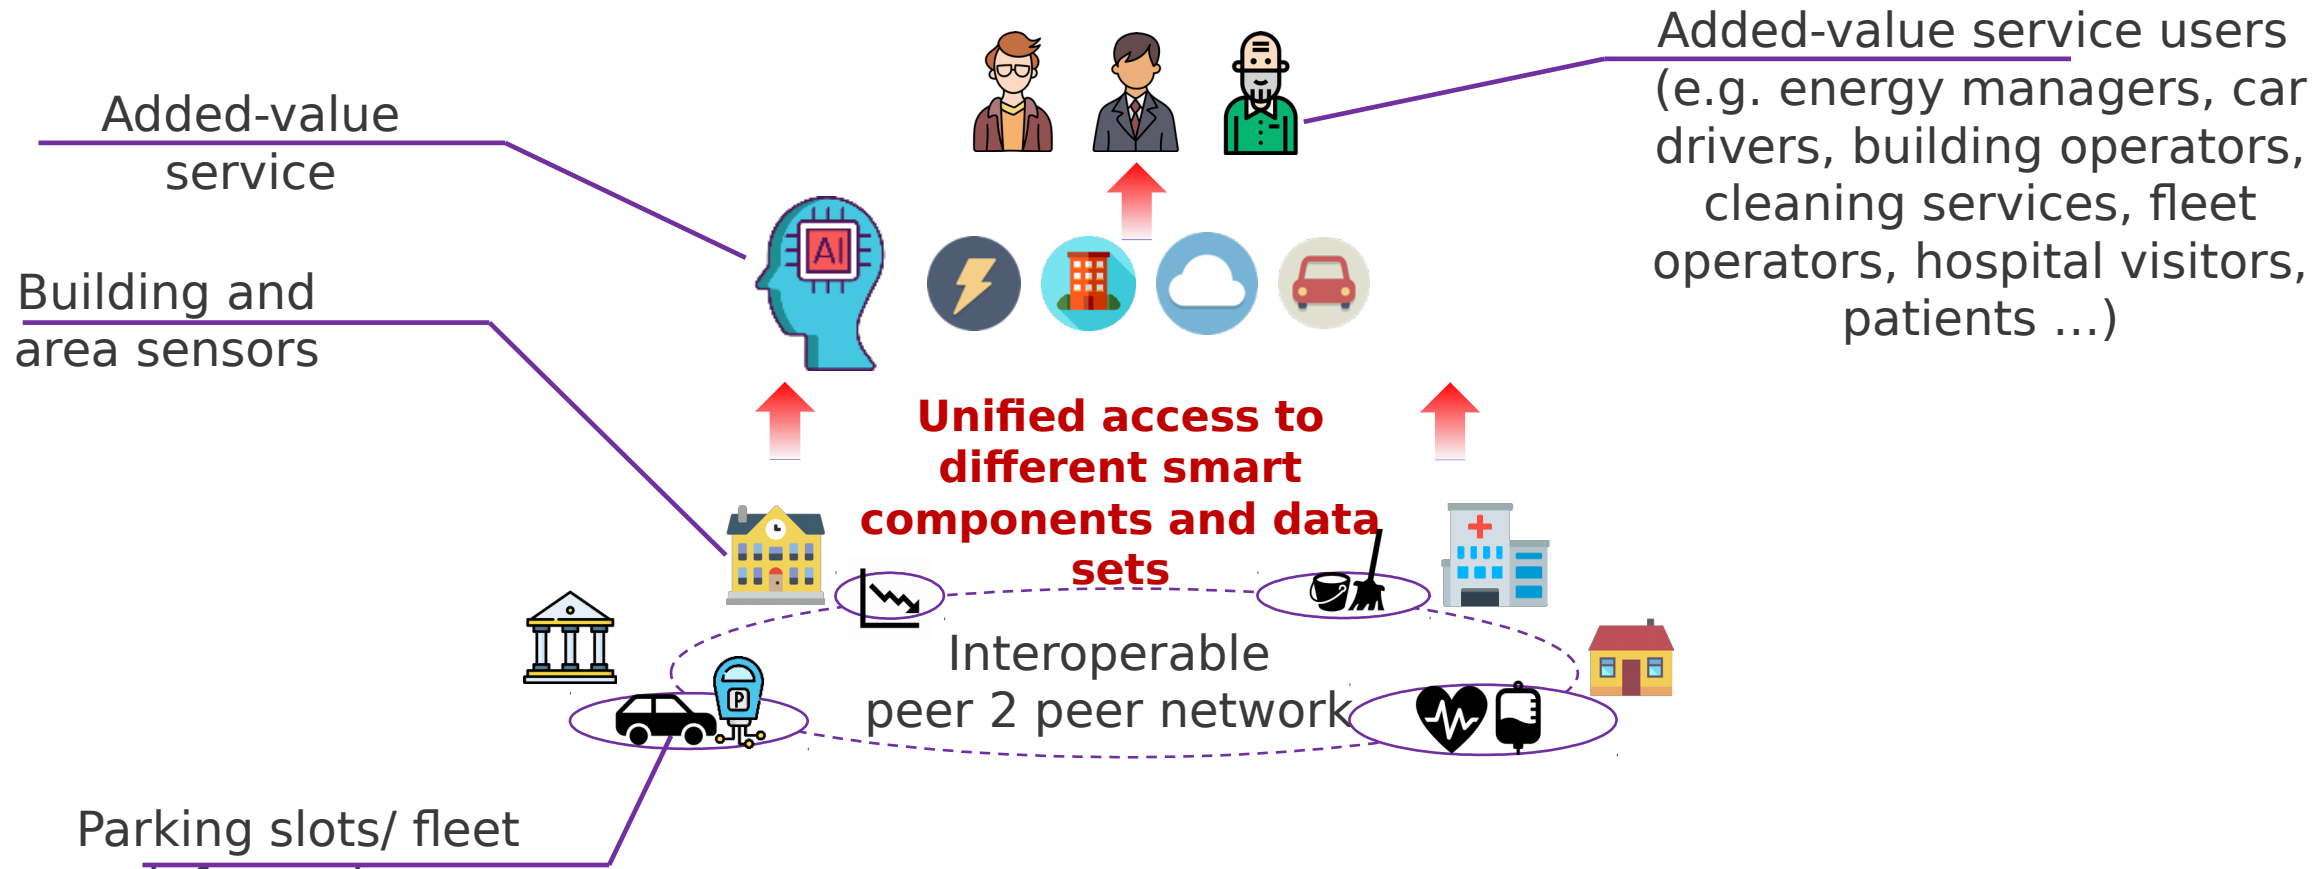 Added-value service users
(e.g. energy managers, car
drivers, building operators,
cleaning services, fleet
operators, hospital visitors,
patients ...)
Added-value
service
AI
Building and
area sensors
Unified access to
different smart
components and data
sets
Interoperable
peer 2 peer network
P
Parking slots/ fleet